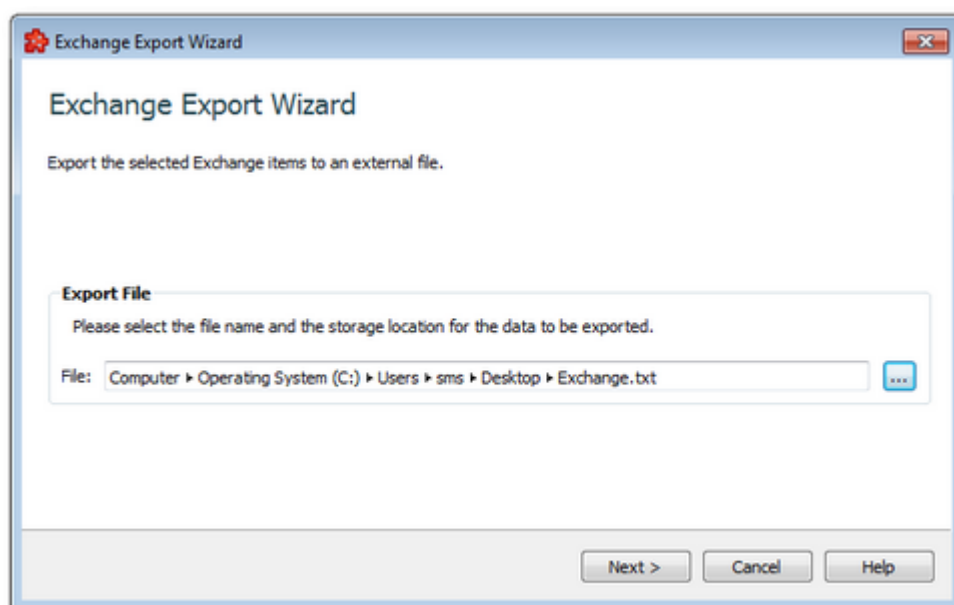 Exchange Export Wizard
Exchange Export Wizard
Export the selected Exchange items to an external file.
Export File
Please select the file name and the storage location for the data to be exported.
File: Computer ▸ Operating System (C:) ▸ Users ▸ sms ▸ Desktop ▸ Exchange.txt ...
Next > Cancel Help